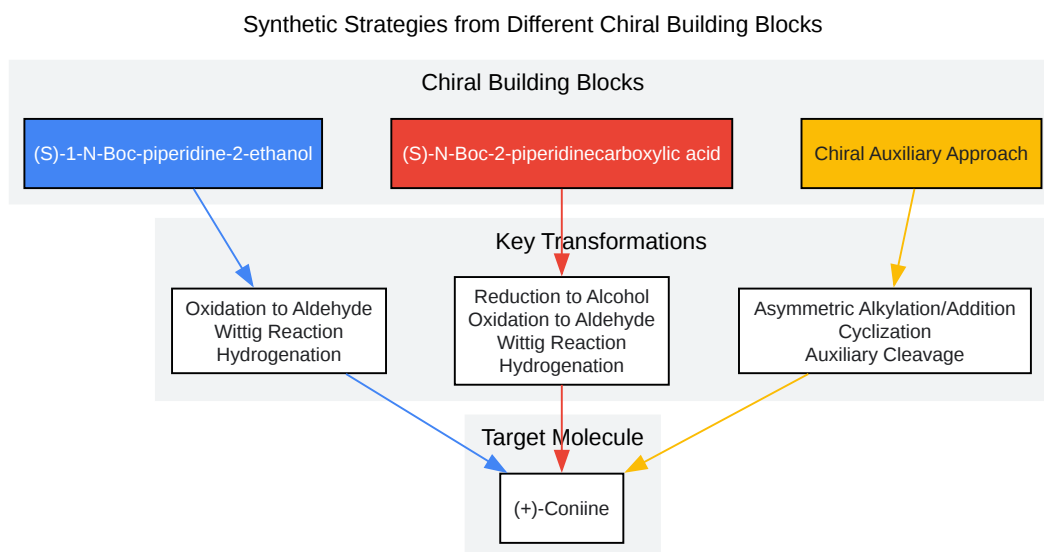 Synthetic Strategies from Different Chiral Building Blocks
Chiral Building Blocks
(S)-1-N-Boc-piperidine-2-ethanol
(S)-N-Boc-2-piperidinecarboxylic acid
Chiral Auxiliary Approach
Key Transformations
Oxidation to Aldehyde
Wittig Reaction
Hydrogenation
Reduction to Alcohol
Oxidation to Aldehyde
Wittig Reaction
Hydrogenation
Asymmetric Alkylation/Addition
Cyclization
Auxiliary Cleavage
Target Molecule
(+)-Coniine